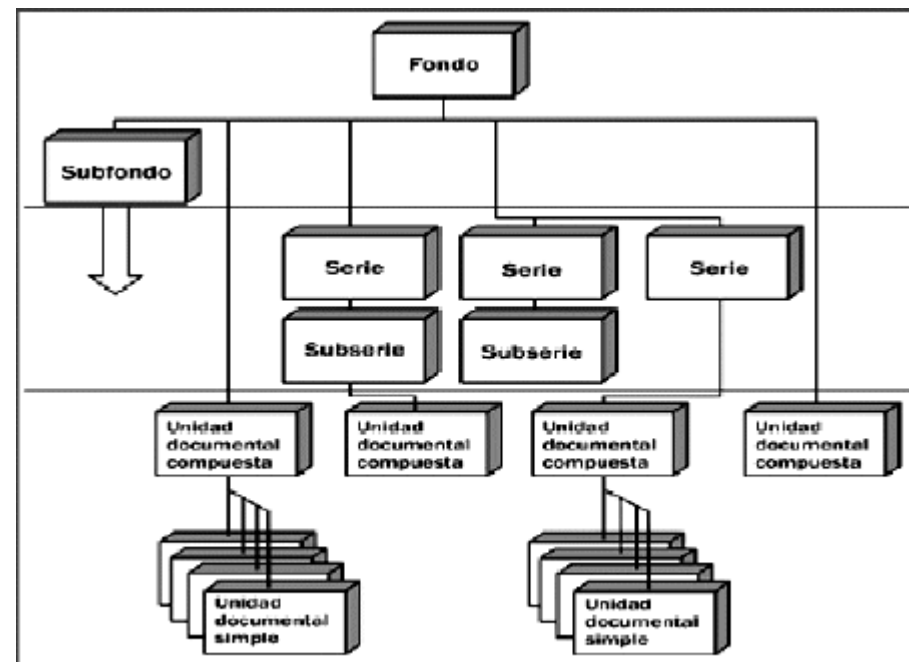 Fondo
Subfondo
Serie
Serie
Serie
Subserie
Subserie
Unidad
documental
compuesta
Unidad
documental
compuesta
Unidad
documental
compuesta
Unidad
documental
compuesta
Unidad
documental
simple
Unidad
documental
simple